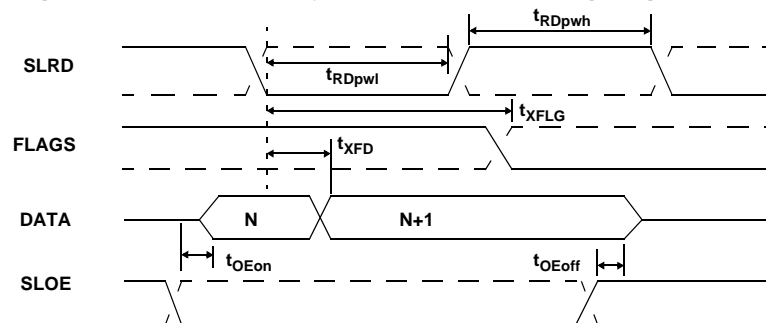 t_RDpwh
SLRD
t_RDpwl
t_XFLG
FLAGS
t_XFD
DATA
N
N+1
t_OEon
t_OEoff
SLOE